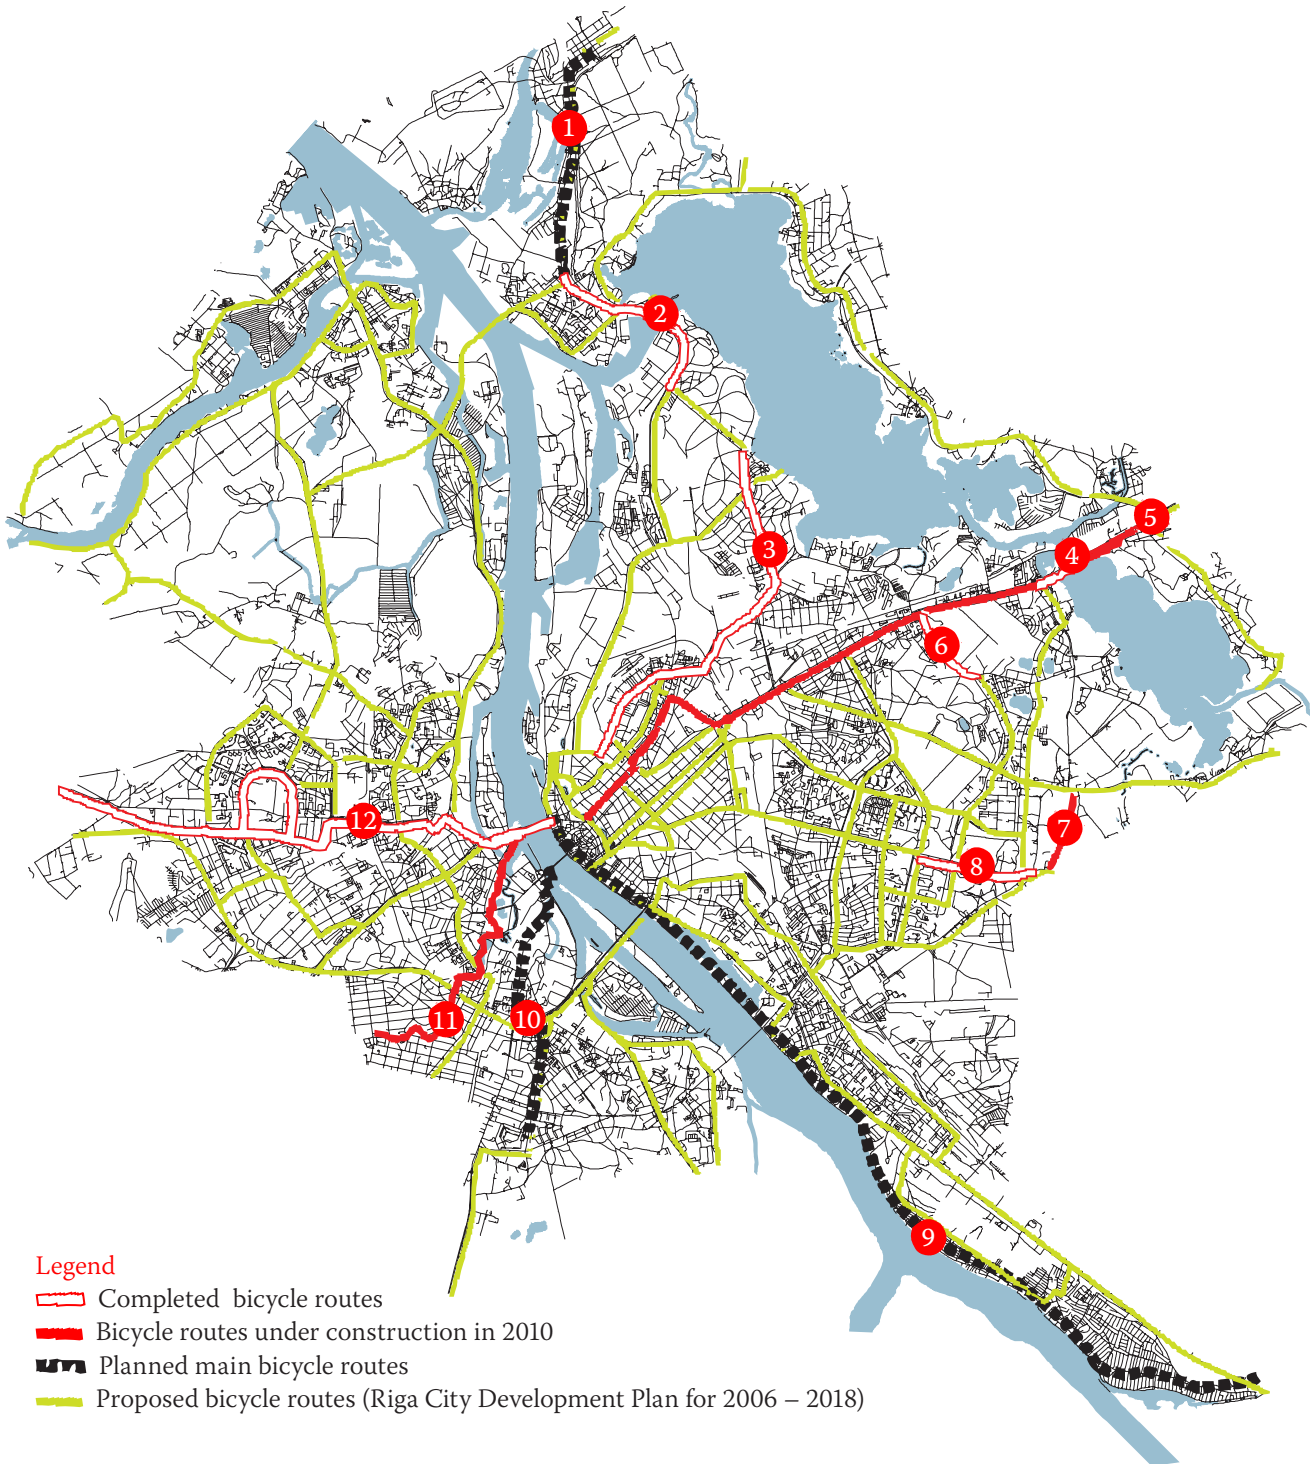 1
2
3
5
4
6
12
7
8
11
10
9
Legend
Completed bicycle routes
Bicycle routes under construction in 2010
Planned main bicycle routes
Proposed bicycle routes (Riga City Development Plan for 2006 – 2018)